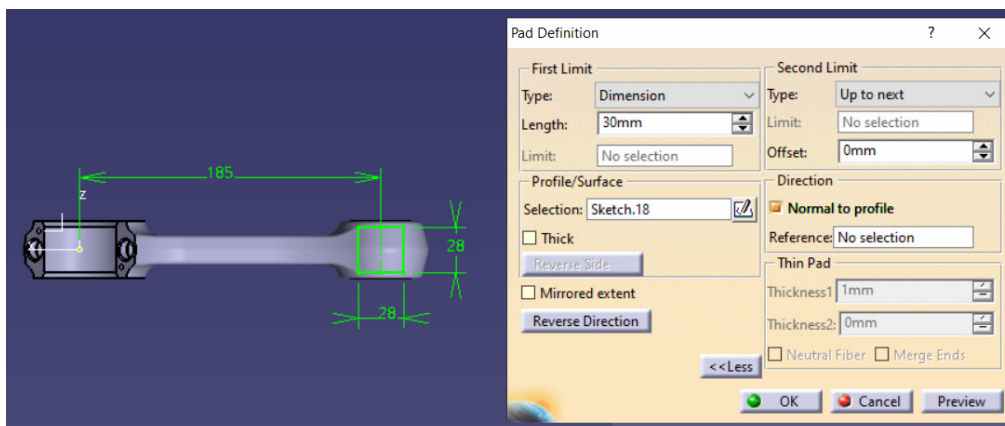 185
z
28
28
Pad Definition
?
First Limit
Type: Dimension
Length: 30mm
Limit: No selection
Profile/Surface
Selection: Sketch.18
Thick
Reverse Side
Mirrored extent
Reverse Direction
<<Less
Second Limit
Type: Up to next
Limit: No selection
Offset: 0mm
Direction
Normal to profile
Reference: No selection
Thin Pad
Thickness1 1mm
Thickness2: 0mm
Neutral Fiber Merge Ends
OK Cancel Preview